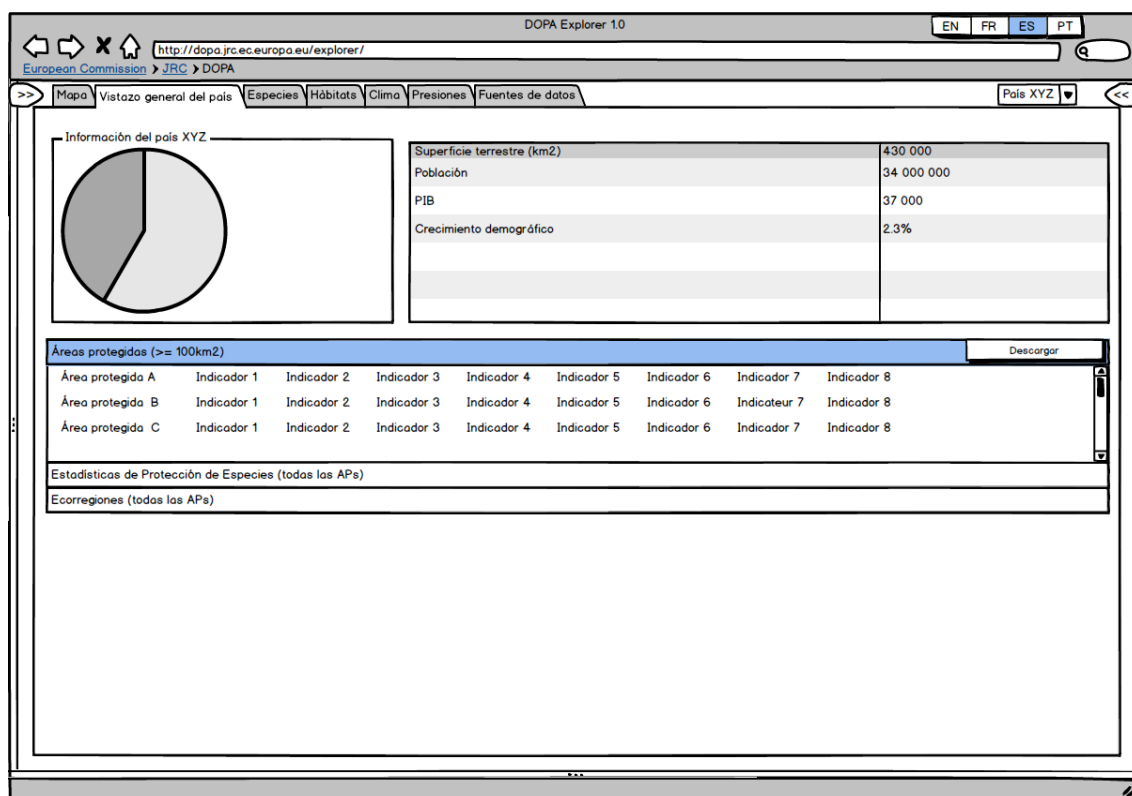 DOPA Explorer 1.0
EN FR ES PT
http://dopa.jrc.ec.europa.eu/explorer/
European Commission > JRC > DOPA
>> Mapa Vistazo general del país Especies Hàbitats Clima Presiones Fuentes de datos País XYZ <<
Información del país XYZ
Superficie terrestre (km2) 430 000
Población 34 000 000
PIB 37 000
Crecimiento demográfico 2.3%
Áreas protegidas (>= 100km2) Descargar
Área protegida A Indicador 1 Indicador 2 Indicador 3 Indicador 4 Indicador 5 Indicador 6 Indicador 7 Indicador 8
Área protegida B Indicador 1 Indicador 2 Indicador 3 Indicador 4 Indicador 5 Indicador 6 Indicateur 7 Indicador 8
Área protegida C Indicador 1 Indicador 2 Indicador 3 Indicador 4 Indicador 5 Indicador 6 Indicador 7 Indicador 8
Estadísticas de Protección de Especies (todas las APs)
Ecorregiones (todas las APs)